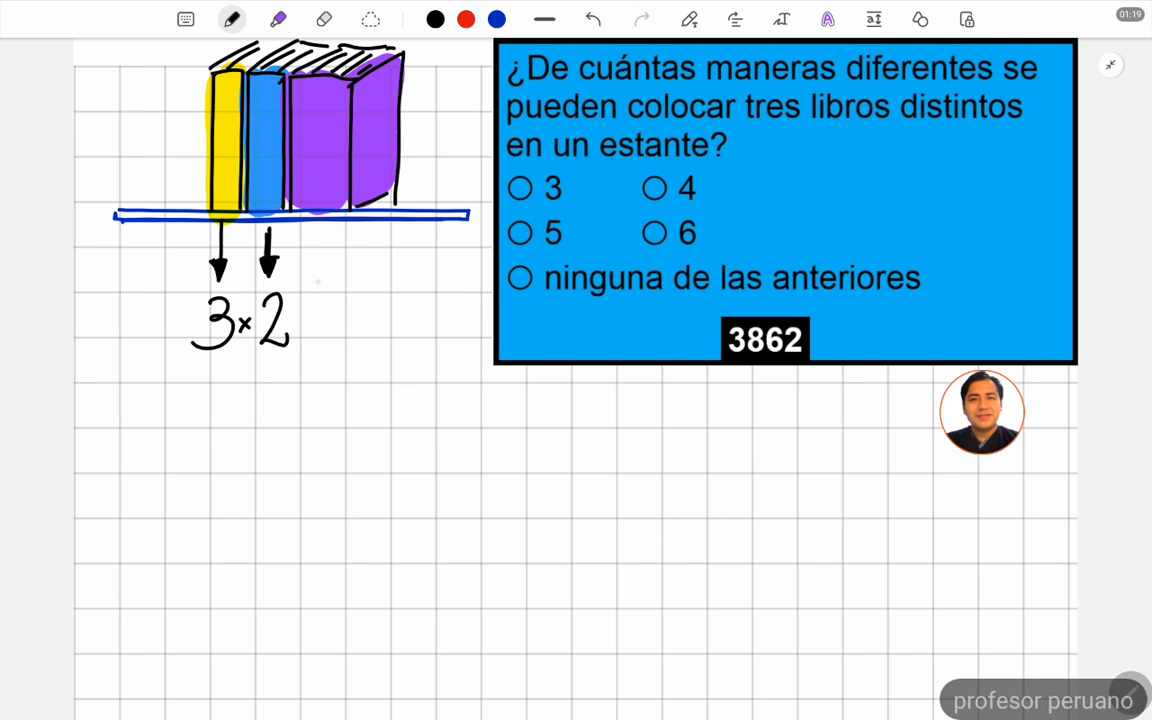 01:19
¿De cuántas maneras diferentes se
pueden colocar tres libros distintos
en un estante?
3 4
5 6
ninguna de las anteriores
3862
3×2
profesor peruano